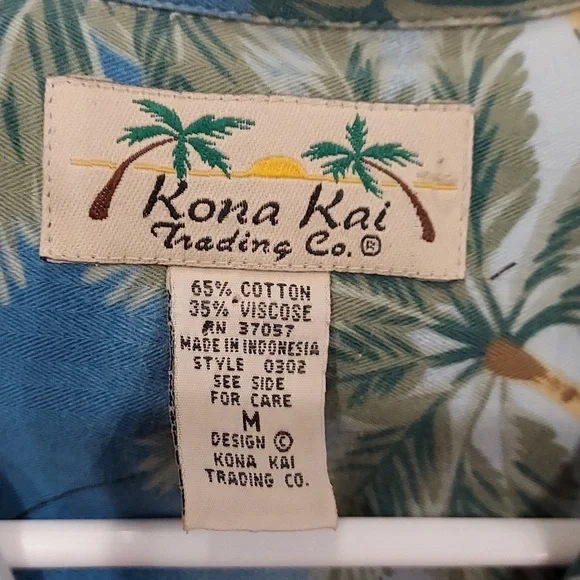 Kona Kai
Trading Co.®
65% COTTON
35% VISCOSE
RN 37057
MADE IN INDONESIA
STYLE 0302
SEE SIDE
FOR CARE
M
DESIGN ©
KONA KAI
TRADING CO.